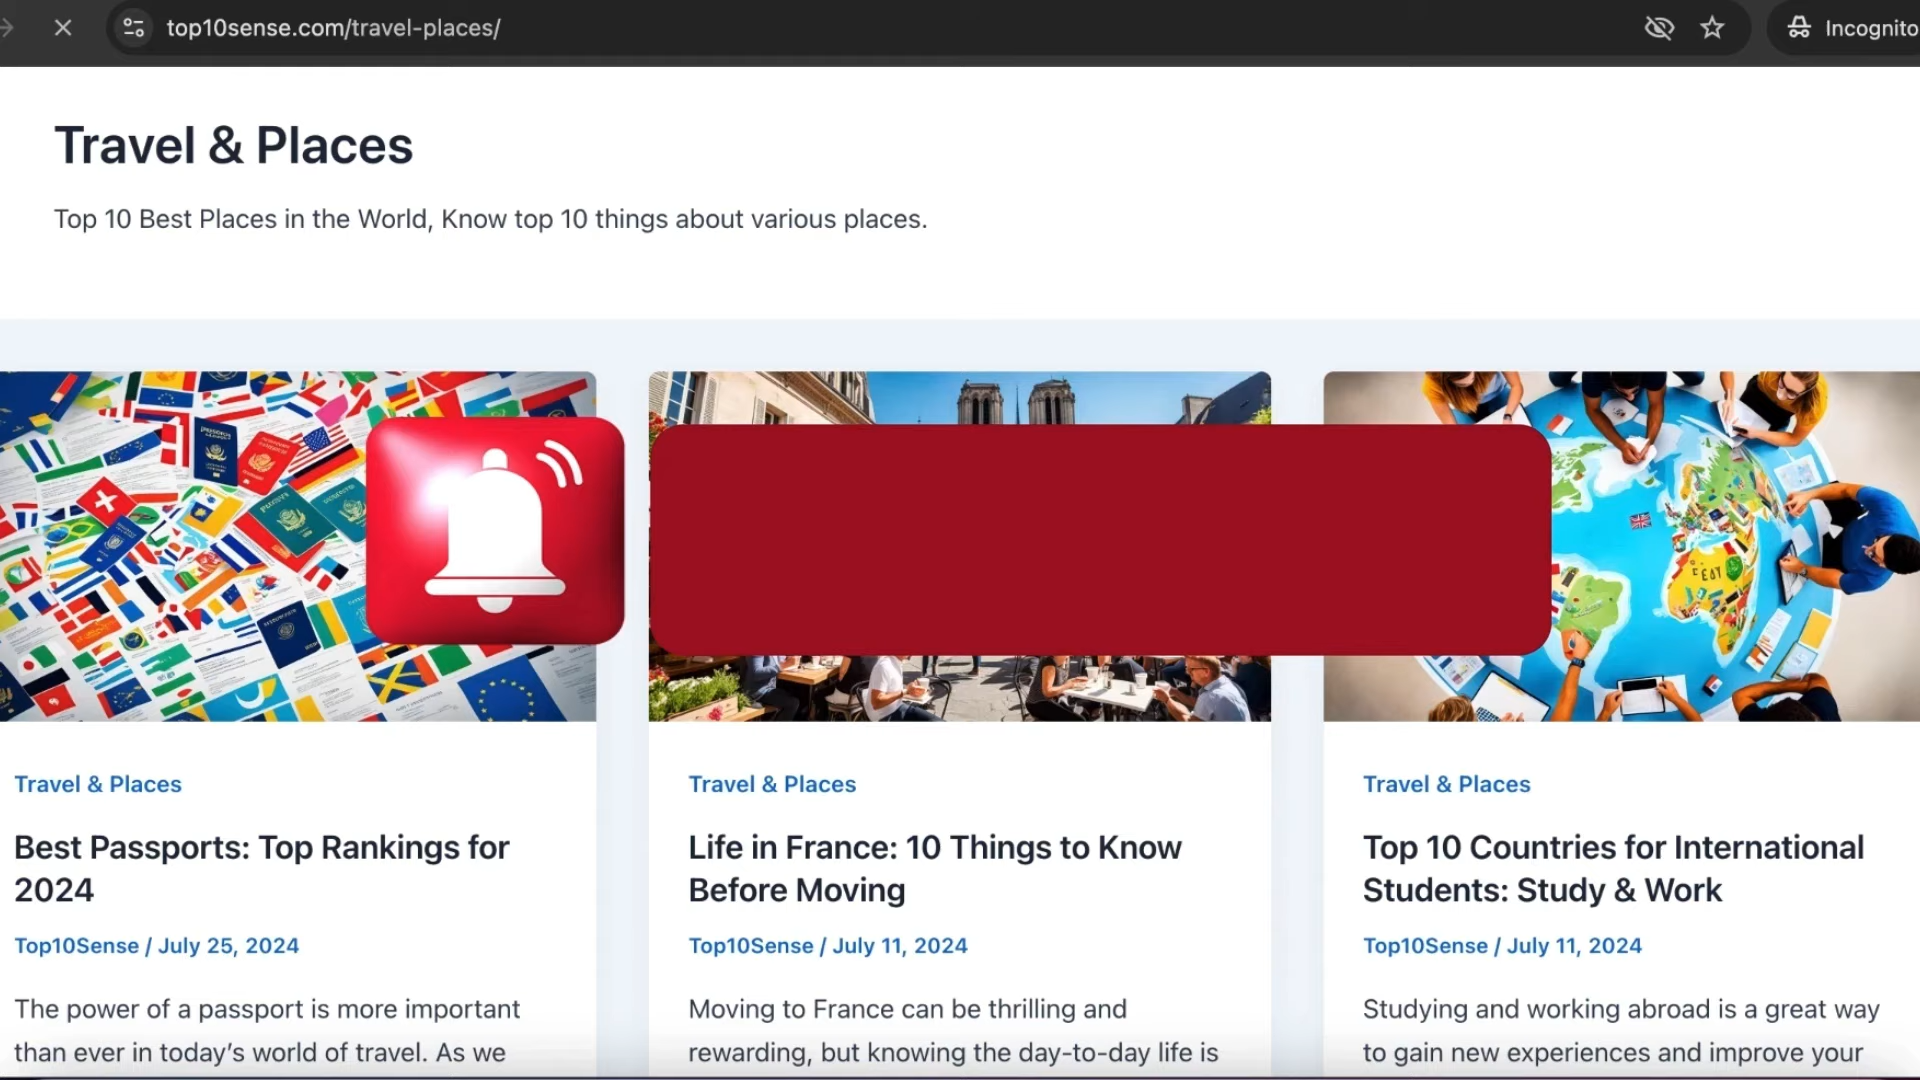 top10sense.com/travel-places/
Incognito
Travel & Places
Top 10 Best Places in the World, Know top 10 things about various places.
Travel & Places
Best Passports: Top Rankings for
2024
Top10Sense / July 25, 2024
The power of a passport is more important
than ever in today’s world of travel. As we
Travel & Places
Life in France: 10 Things to Know
Before Moving
Top10Sense / July 11, 2024
Moving to France can be thrilling and
rewarding, but knowing the day-to-day life is
Travel & Places
Top 10 Countries for International
Students: Study & Work
Top10Sense / July 11, 2024
Studying and working abroad is a great way
to gain new experiences and improve your